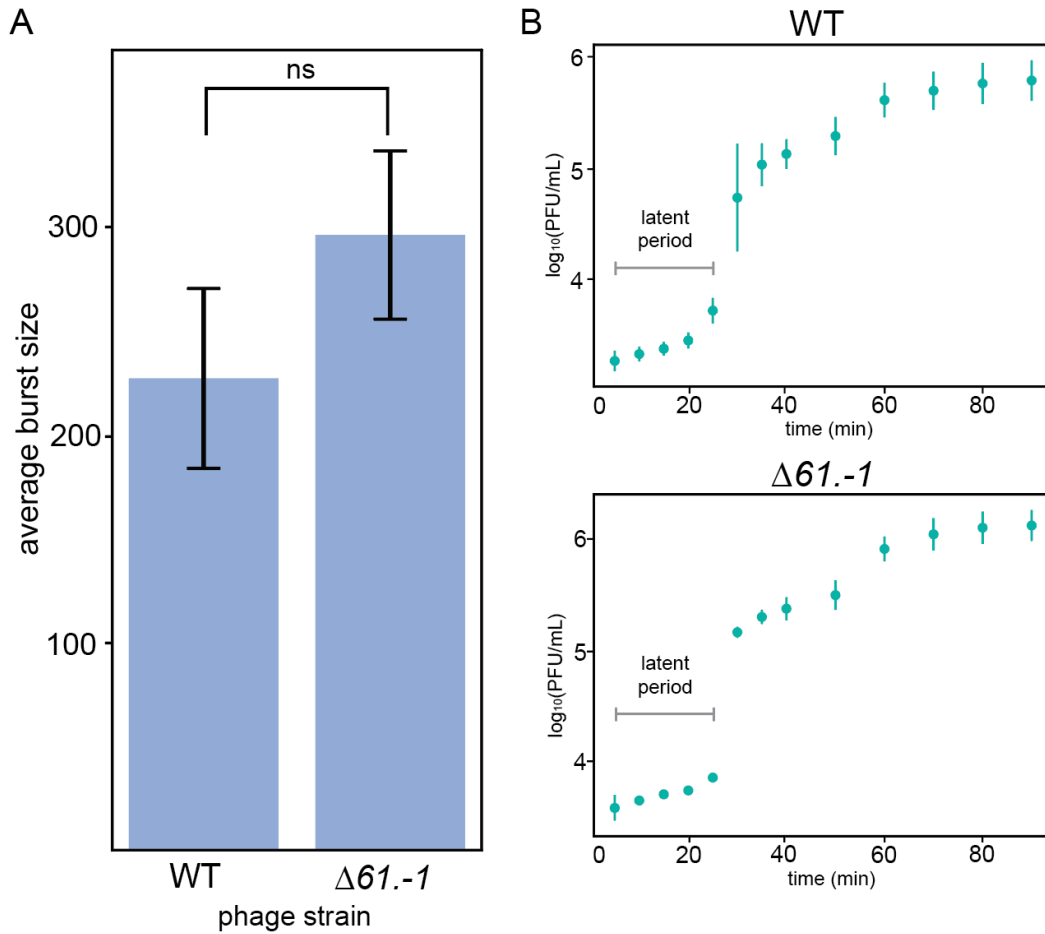 A
ns
300
200
100
average burst size
WT
Δ61.-1
phage strain
B
WT
6
5
4
log₁₀(PFU/mL)
latent
period
0
20
40
60
80
time (min)
Δ61.-1
6
5
4
log₁₀(PFU/mL)
latent
period
0
20
40
60
80
time (min)